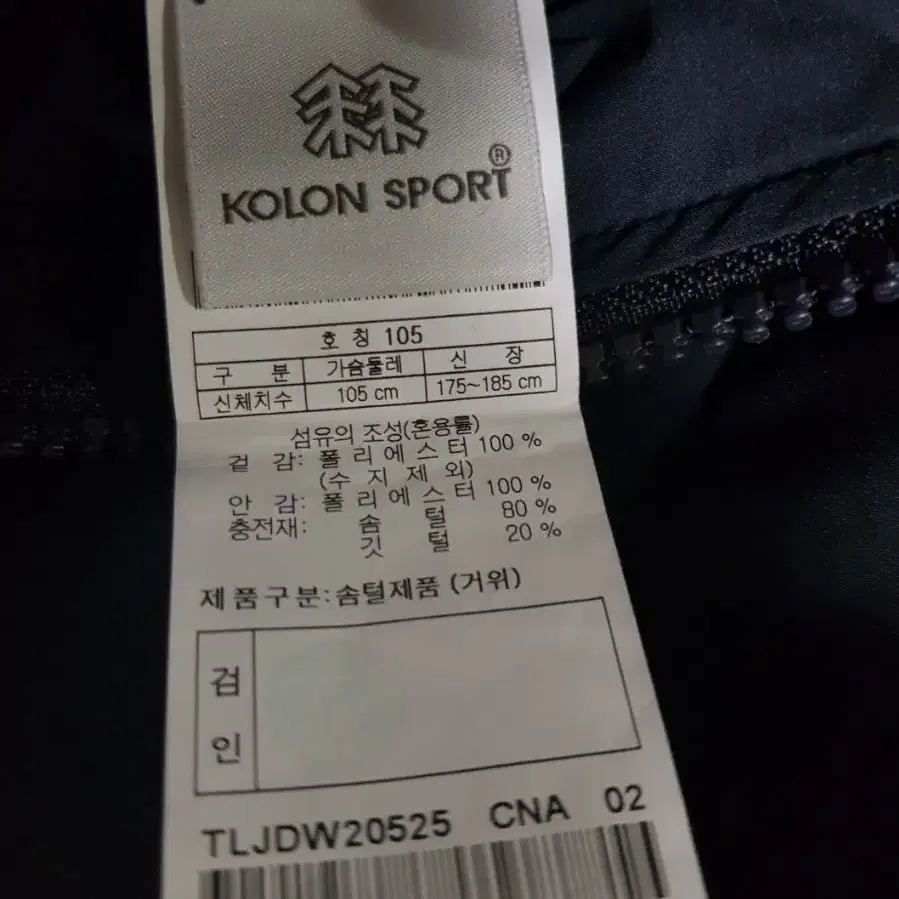 KOLON SPORT®
호 칭 105
구 분 가슴둘레 신 장
신체치수 105 cm 175~185 cm
섬유의 조성(혼용률)
겉 감: 폴 리 에 스 터 100 %
(수 지 제 외)
안 감: 폴 리 에 스 터 100 %
충전재: 솜 털 80 %
깃 털 20 %
제품구분:솜털제품 (거위)
검
인
TLJDW20525 CNA 02